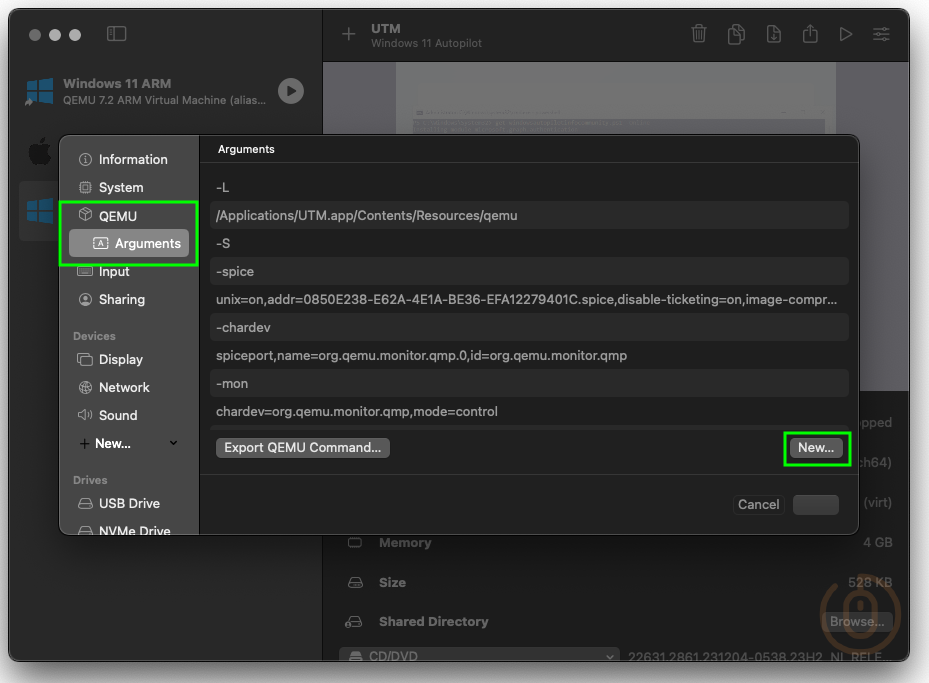 UTM
Windows 11 Autopilot
Windows 11 ARM
QEMU 7.2 ARM Virtual Machine (alias...
Information
System
QEMU
A
Arguments
Input
Sharing
Devices
Display
Network
Sound
New...
Drives
USB Drive
NVMe Drive
Arguments
-L
/Applications/UTM.app/Contents/Resources/qemu
-S
-spice
unix=on,addr=0850E238-E62A-4E1A-BE36-EFA12279401C.spice,disable-ticketing=on,image-compr...
-chardev
spiceport,name=org.qemu.monitor.qmp.0,id=org.qemu.monitor.qmp
-mon
chardev=org.qemu.monitor.qmp,mode=control
Export QEMU Command...
New...
Cancel
pped
ch64)
(virt)
Memory
4 GB
Size
528 KB
Shared Directory
Browse...
CD/DVD
22631.2861.231204-0538.23H2_NI_RELE...